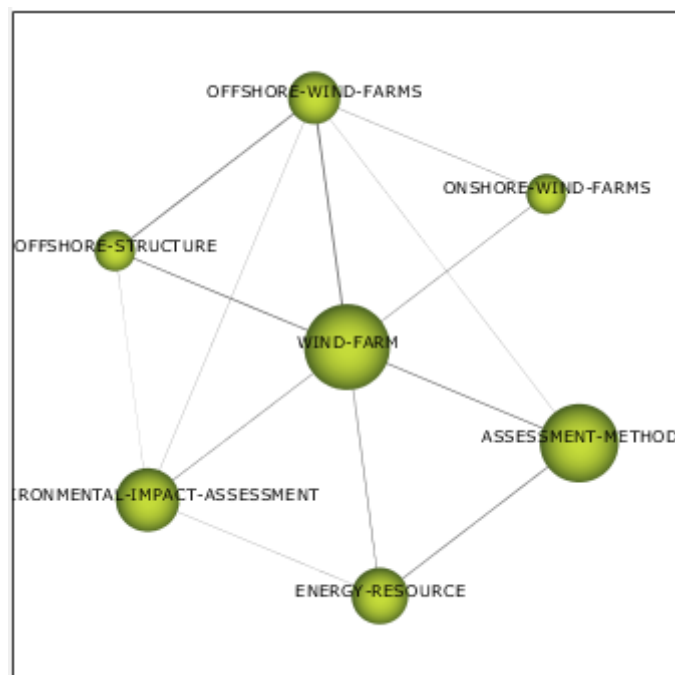 OFFSHORE-WIND-FARMS
ONSHORE-WIND-FARMS
OFFSHORE-STRUCTURE
WIND-FARM
ASSESSMENT-METHOD
IRONMENTAL-IMPACT-ASSESSMENT
ENERGY-RESOURCE